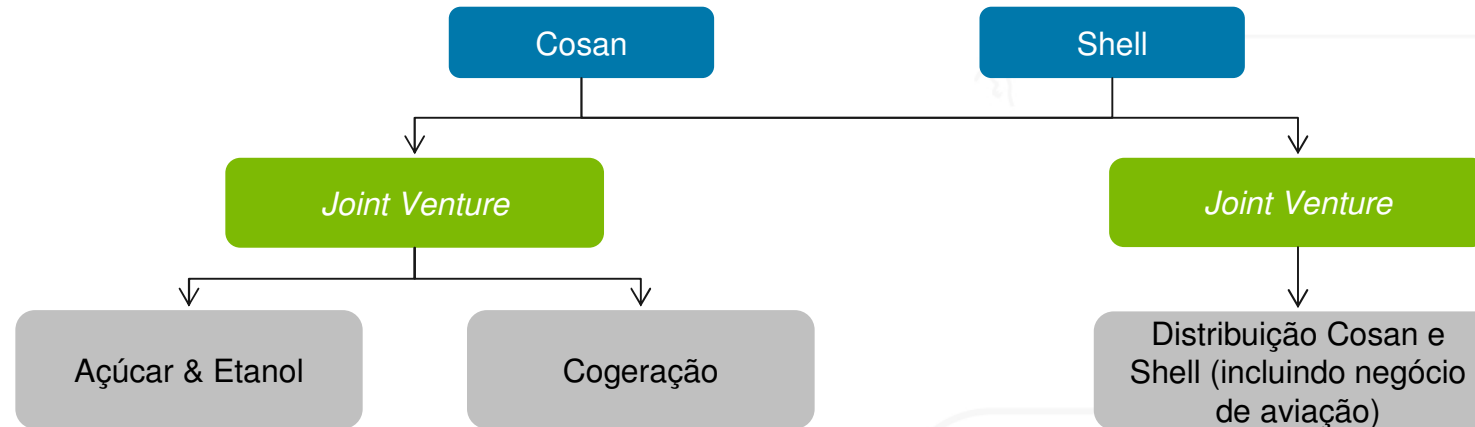 Cosan
Shell
Joint Venture
Joint Venture
Açúcar & Etanol
Cogeração
Distribuição Cosan e
Shell (incluindo negócio
de aviação)